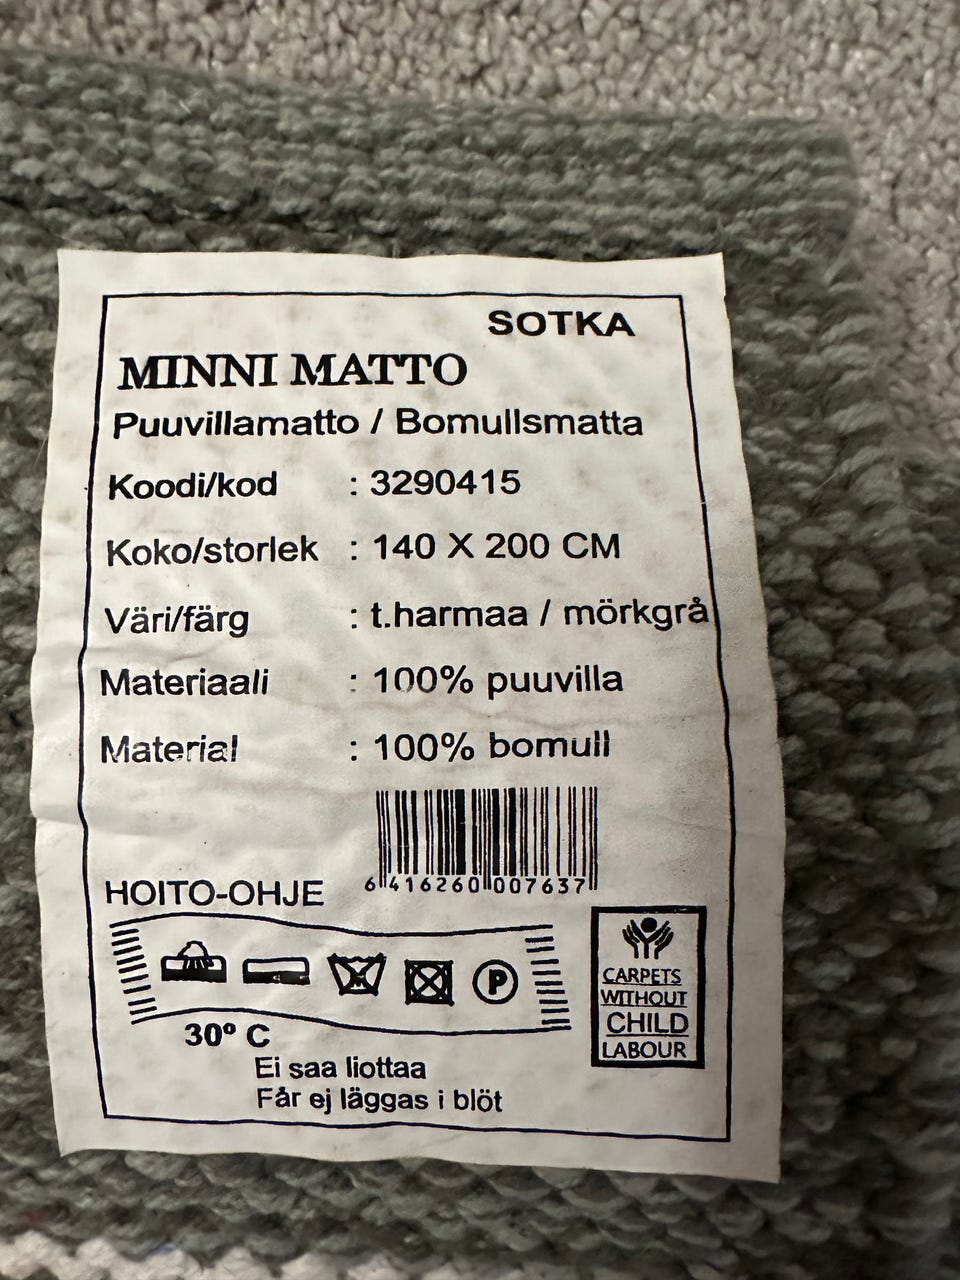 SOTKA
MINNI MATTO
Puuvillamatto / Bomullsmatta
Koodi/kod : 3290415
Koko/storlek : 140 X 200 CM
Väri/färg : t.harmaa / mörkgrå
Materiaali : 100% puuvilla
Material : 100% bomull
6 416260 007637
HOITO-OHJE
P
30º C
Ei saa liottaa
Får ej läggas i blöt
CARPETS
WITHOUT
CHILD
LABOUR